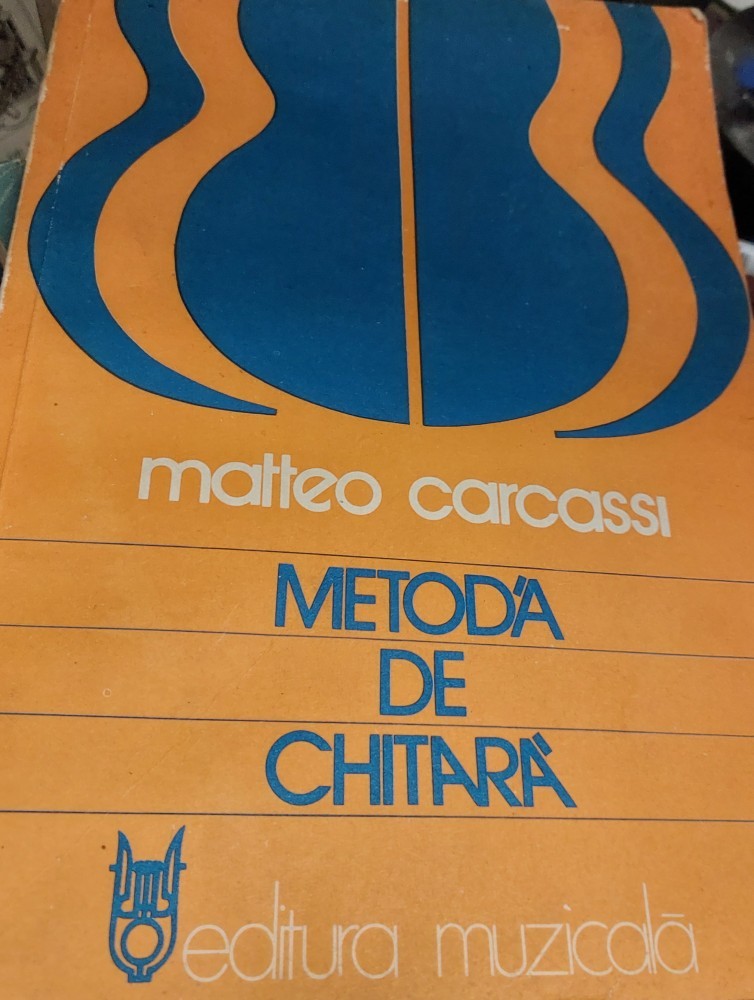 matteo carcassi
METODĂ
DE
CHITARĂ
editura muzicală